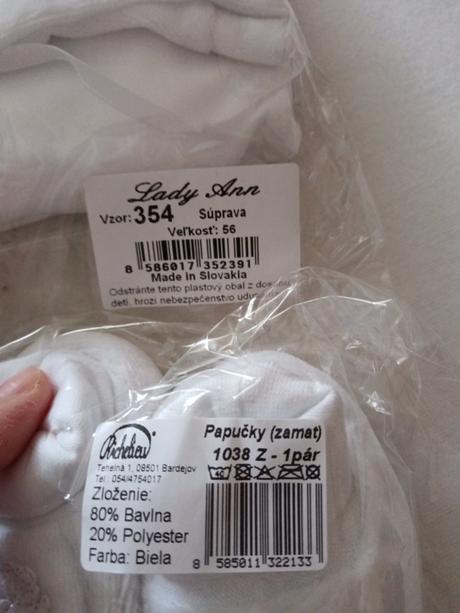 Lady Ann
Vzor: 354 Súprava
Veľkosť: 56
8 586017 352391
Made in Slovakia
Odstráňte tento plastový obal z dosahu
detí, hrozí nebezpečenstvo
Richelieu
Papučky (zamat)
1038 Z - 1pár
Tehelná 1, 08501 Bardejov
Tel.: 054/4754017
40
Zloženie:
80% Bavlna
20% Polyester
Farba: Biela
8 585011 322133